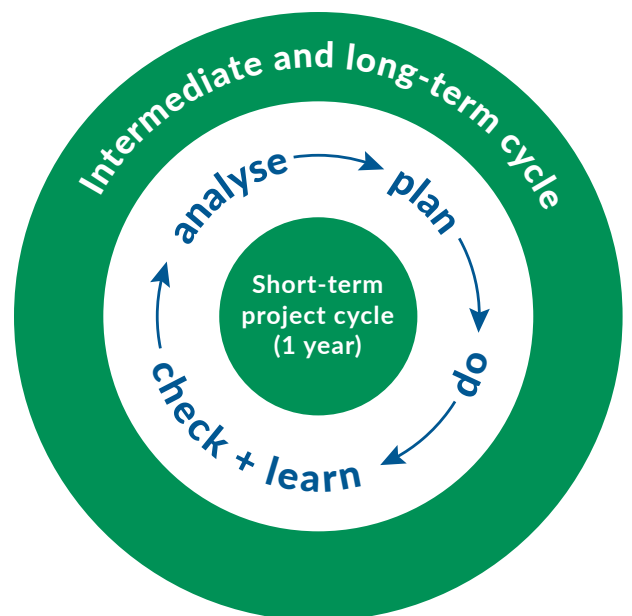 Intermediate and long-term cycle
analyse
plan
do
check + learn
Short-term
project cycle
(1 year)